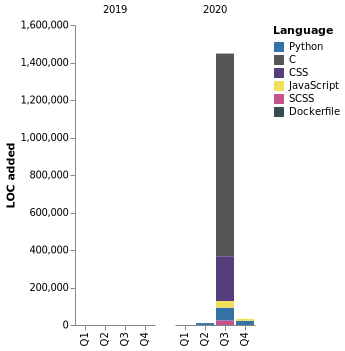 2019
2020
LOC added
1,600,000
1,400,000
1,200,000
1,000,000
800,000
600,000
400,000
200,000
0
Q1
Q2
Q3
Q4
Q1
Q2
Q3
Q4
Language
Python
C
CSS
JavaScript
SCSS
Dockerfile